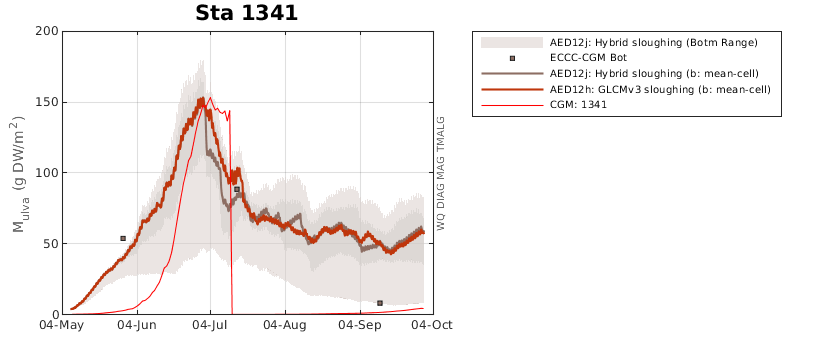 Sta 1341
200
150
100
50
0
M_ulva (g DW/m^2)
04-May
04-Jun
04-Jul
04-Aug
04-Sep
04-Oct
WQ DIAG MAG TMALG
AED12j: Hybrid sloughing (Botm Range)
ECCC-CGM Bot
AED12j: Hybrid sloughing (b: mean-cell)
AED12h: GLCMv3 sloughing (b: mean-cell)
CGM: 1341